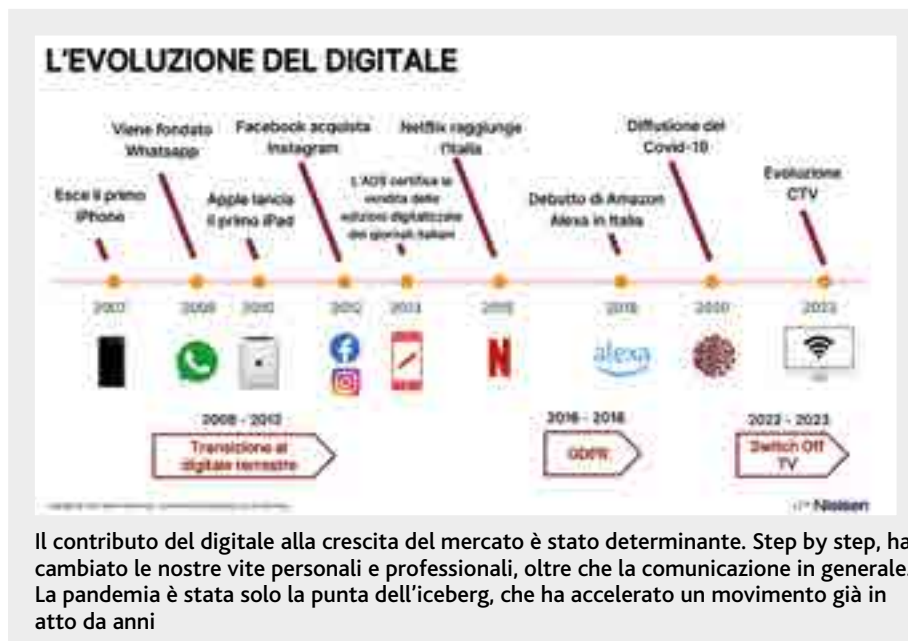 L'EVOLUZIONE DEL DIGITALE
Viene fondato
Whatsapp
Facebook acquista
Instagram
Netflix raggiunge
l'Italia
Diffusione del
Covid-19
Esce il primo
iPhone
Apple lancia
il primo iPad
L'ADS certifica la
vendita delle
edizioni digitalizzate
dei giornali italiani
Debutto di Amazon
Alexa in Italia
Evoluzione
CTV
2007
2009
2010
2012
2013
2015
2018
2020
2023
N
alexa
2008 - 2012
Transizione al
digitale terrestre
2016 - 2018
GDPR
2022 - 2023
Switch Off
TV
Nielsen
Il contributo del digitale alla crescita del mercato è stato determinante. Step by step, ha
cambiato le nostre vite personali e professionali, oltre che la comunicazione in generale.
La pandemia è stata solo la punta dell'iceberg, che ha accelerato un movimento già in
atto da anni